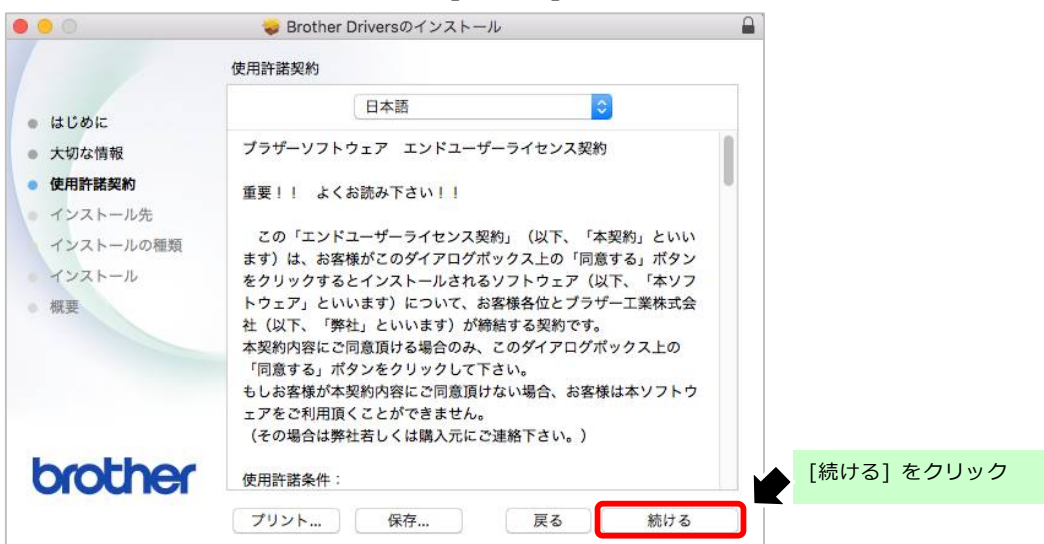 Brother Driversのインストール
使用許諾契約
日本語
はじめに
大切な情報
使用許諾契約
インストール先
インストールの種類
インストール
概要
ブラザーソフトウェア　エンドユーザーライセンス契約
重要！！　よくお読み下さい！！
この「エンドユーザーライセンス契約」（以下、「本契約」といい
ます）は、お客様がこのダイアログボックス上の「同意する」ボタン
をクリックするとインストールされるソフトウェア（以下、「本ソフ
トウェア」といいます）について、お客様各位とブラザー工業株式会
社（以下、「弊社」といいます）が締結する契約です。
本契約内容にご同意頂ける場合のみ、このダイアログボックス上の
「同意する」ボタンをクリックして下さい。
もしお客様が本契約内容にご同意頂けない場合、お客様は本ソフトウ
ェアをご利用頂くことができません。
（その場合は弊社若しくは購入元にご連絡下さい。）
使用許諾条件：
brother
プリント...
保存...
戻る
続ける
[続ける] をクリック